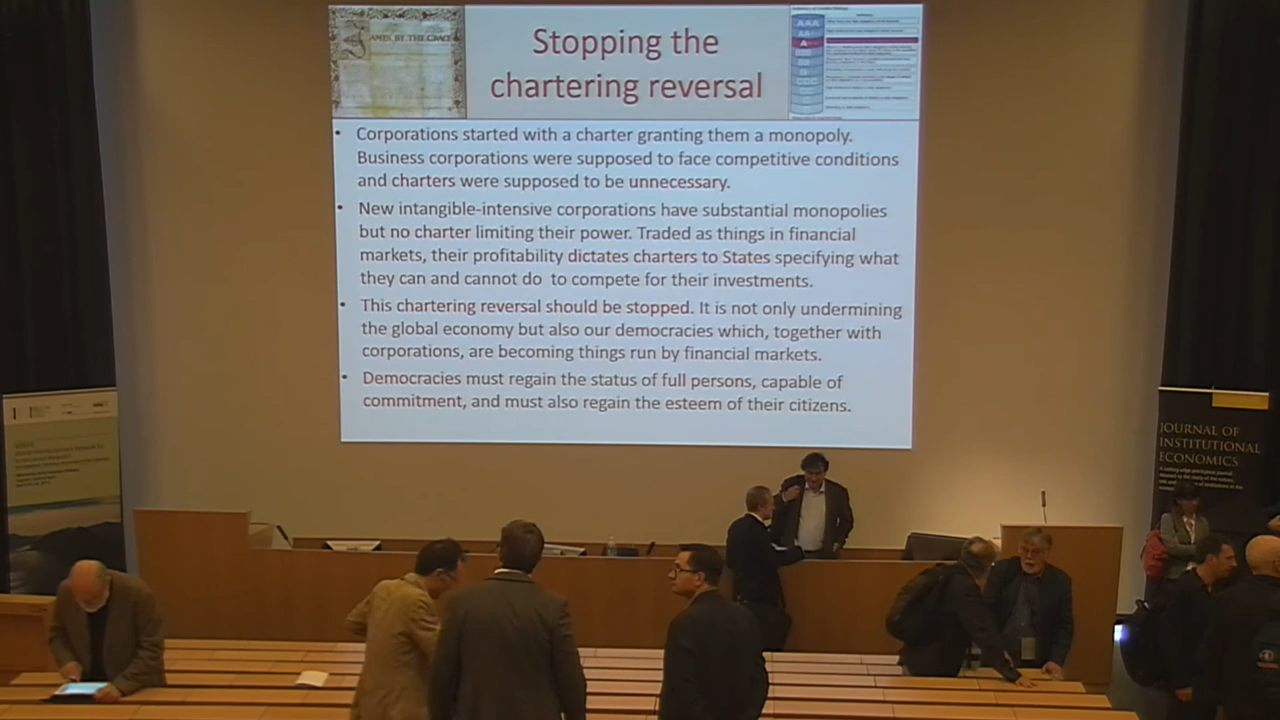 JAMES BY THE GRACE
Stopping the
chartering reversal
AAA
AA
A
• Corporations started with a charter granting them a monopoly.
Business corporations were supposed to face competitive conditions
and charters were supposed to be unnecessary.
• New intangible-intensive corporations have substantial monopolies
but no charter limiting their power. Traded as things in financial
markets, their profitability dictates charters to States specifying what
they can and cannot do to compete for their investments.
• This chartering reversal should be stopped. It is not only undermining
the global economy but also our democracies which, together with
corporations, are becoming things run by financial markets.
• Democracies must regain the status of full persons, capable of
commitment, and must also regain the esteem of their citizens.
JOURNAL OF
INSTITUTIONAL
ECONOMICS